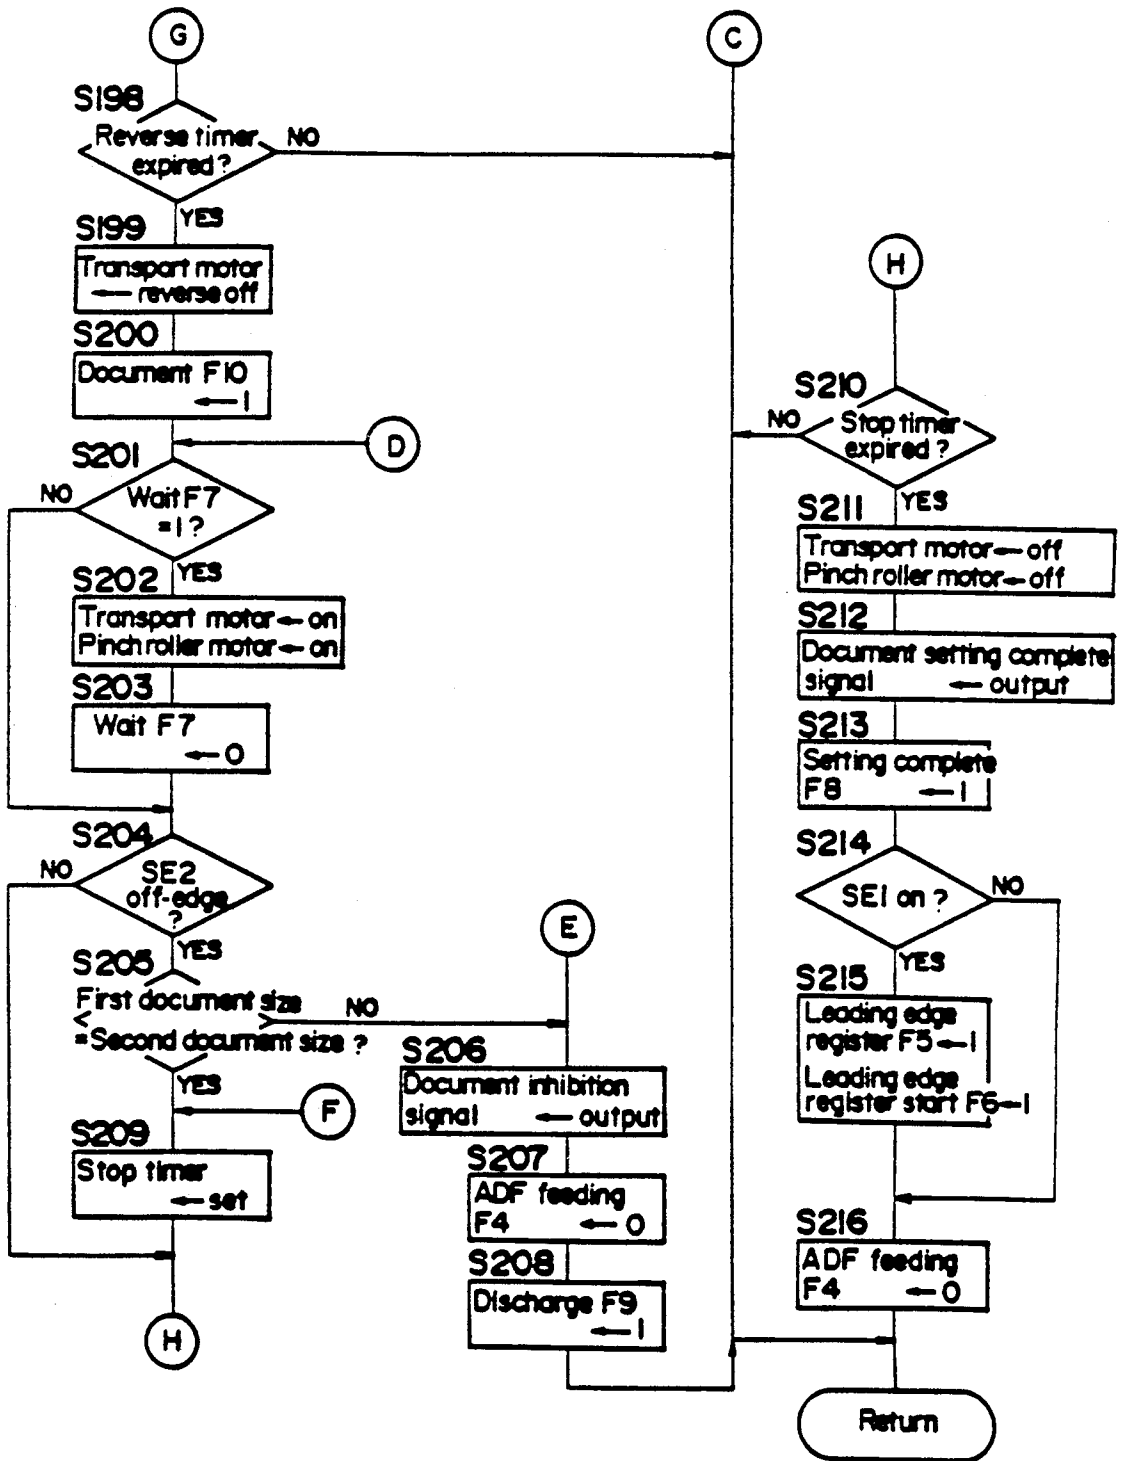 G
S198
Reverse timer
expired?
NO
YES
S199
Transport motor
← reverse off
S200
Document F10
←1
D
S201
Wait F7
=1?
NO
YES
S202
Transport motor ← on
Pinch roller motor ← on
S203
Wait F7
←0
S204
SE2
off-edge
?
NO
YES
S205
First document size
=Second document size ?
NO
YES
F
S209
Stop timer
← set
H
E
S206
Document inhibition
signal ← output
S207
ADF feeding
F4 ←0
S208
Discharge F9
←1
C
H
S210
Stop timer
expired ?
NO
YES
S211
Transport motor ← off
Pinch roller motor ← off
S212
Document setting complete
signal ← output
S213
Setting complete
F8 ←1
S214
SE1 on ?
NO
YES
S215
Leading edge
register F5←1
Leading edge
register start F6←1
S216
ADF feeding
F4 ←0
Return